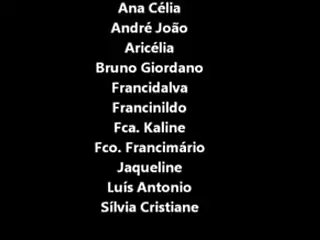 Ana Célia
André João
Aricélia
Bruno Giordano
Francidalva
Francinildo
Fca. Kaline
Fco. Francimário
Jaqueline
Luís Antonio
Sílvia Cristiane